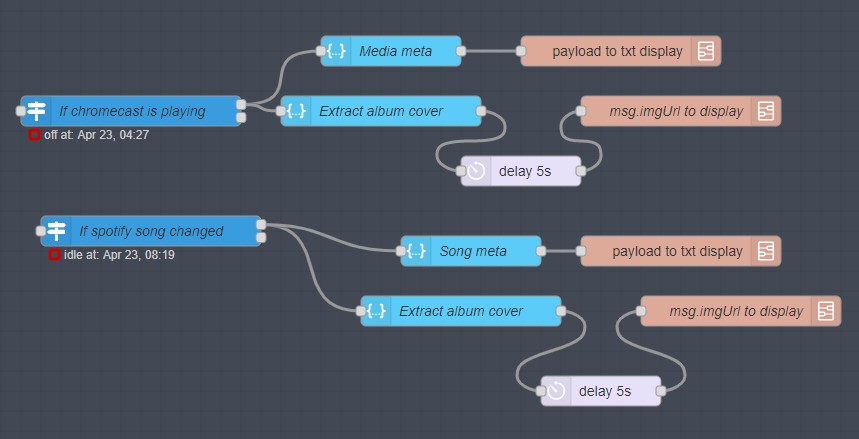 Media meta
payload to txt display
If chromecast is playing
Extract album cover
msg.imgUrl to display
off at: Apr 23, 04:27
delay 5s
If spotify song changed
Song meta
payload to txt display
idle at: Apr 23, 08:19
Extract album cover
msg.imgUrl to display
delay 5s